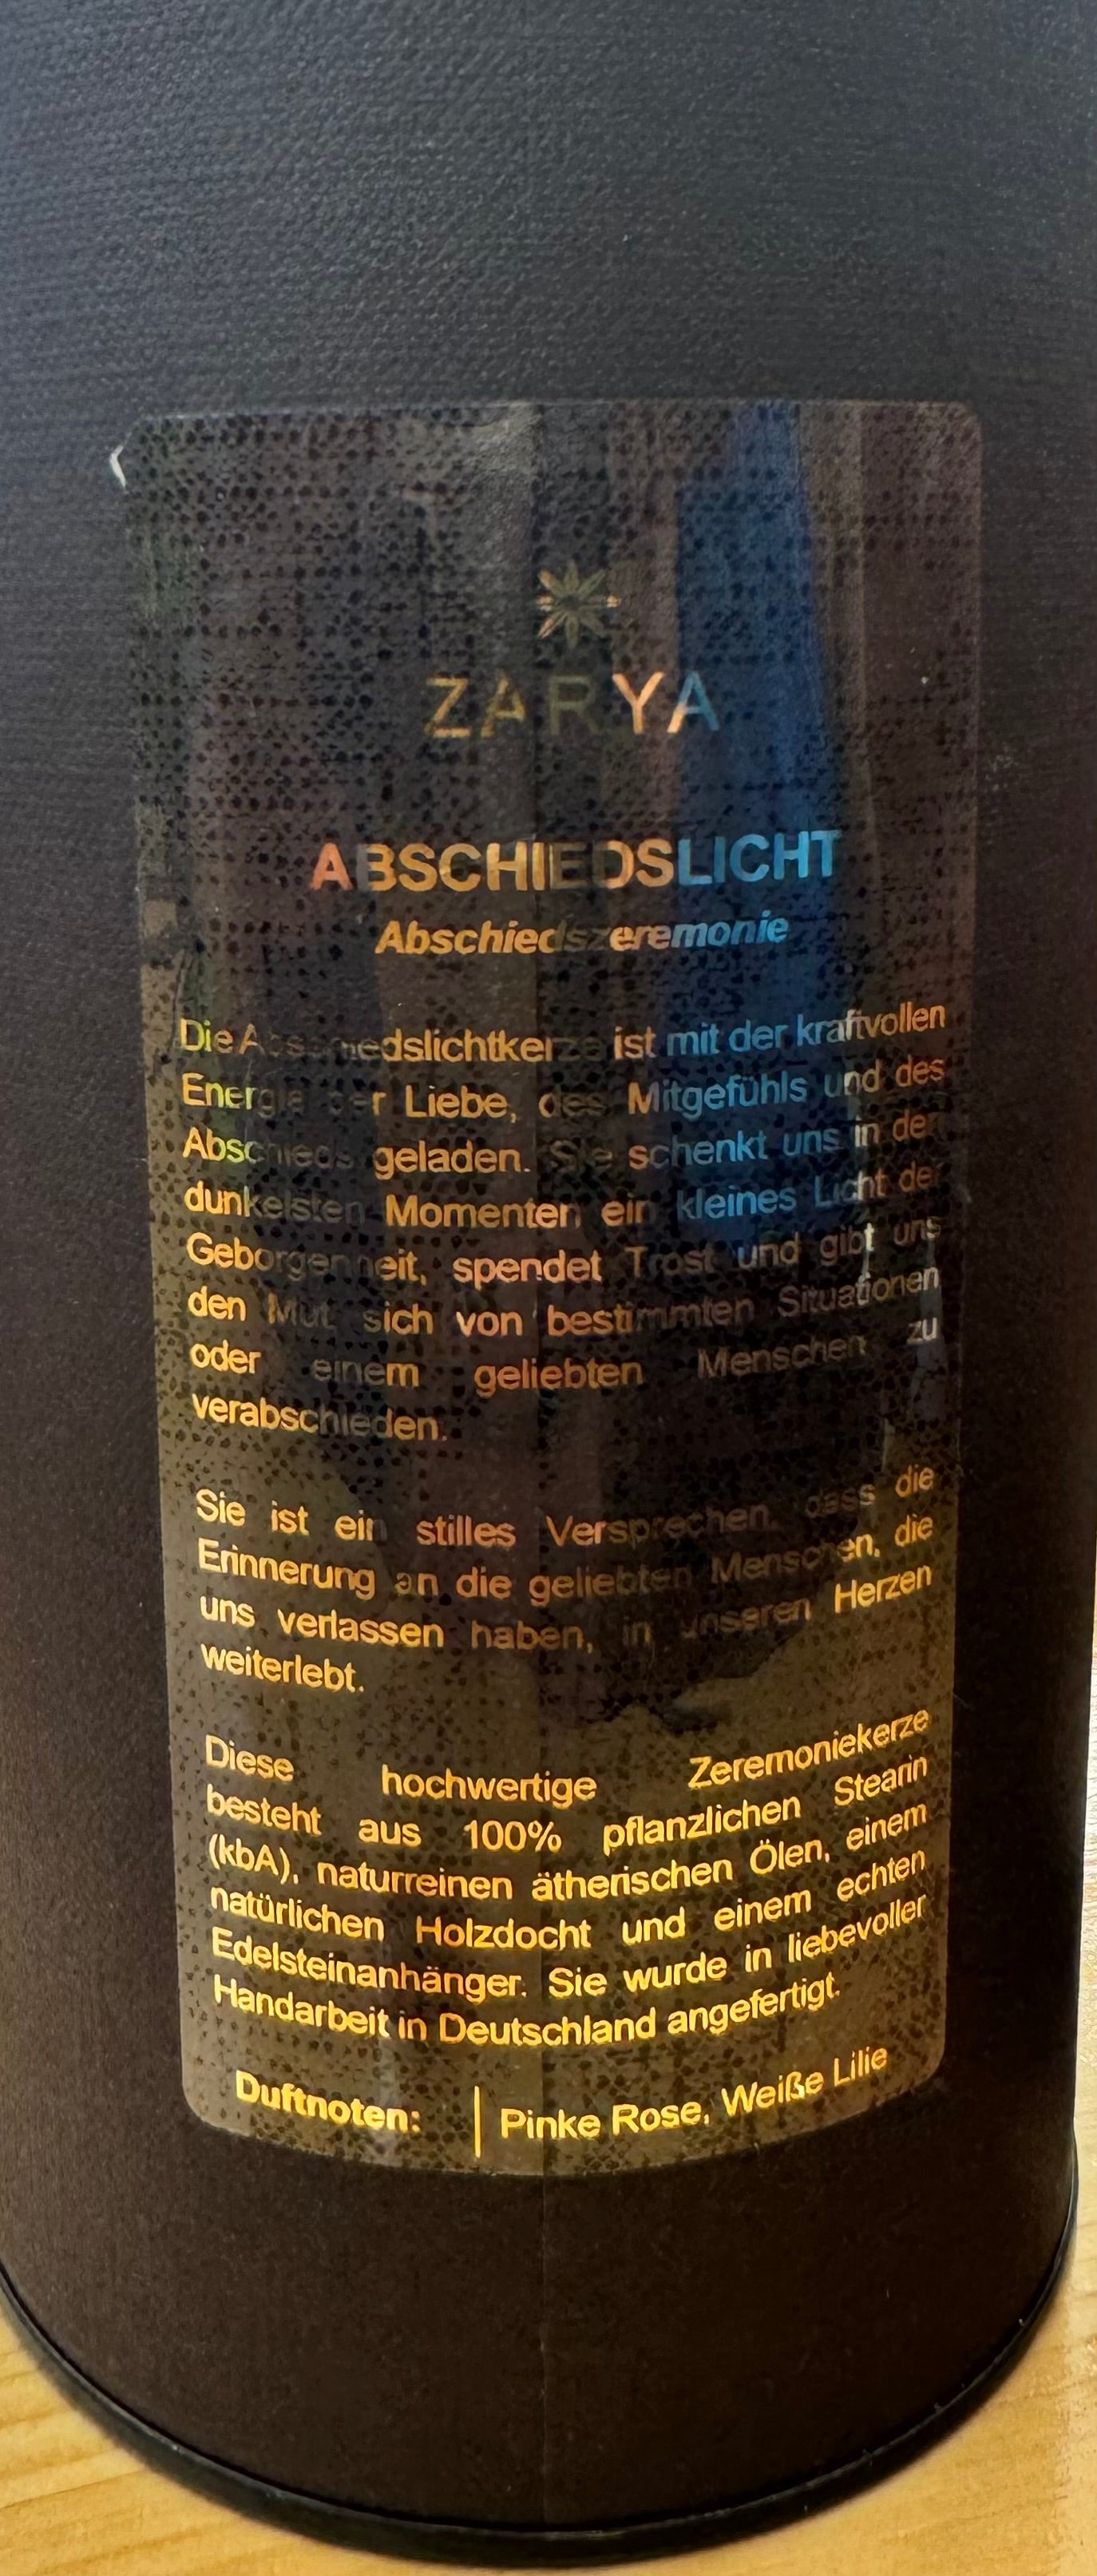 ZARYA
ABSCHIEDSLICHT
Abschiedszeremonie
Die Abschiedslichtkerze ist mit der kraftvollen
Energie der Liebe, des Mitgefühls und des
Abschieds geladen. Sie schenkt uns in den
dunkelsten Momenten ein kleines Licht der
Geborgenheit, spendet Trost und gibt uns
den Mut sich von bestimmten Situationen
oder einem geliebten Menschen zu
verabschieden.
Sie ist ein stilles Versprechen, dass die
Erinnerung an die geliebten Menschen, die
uns verlassen haben, in unseren Herzen
weiterlebt.
Diese hochwertige Zeremoniekerze
besteht aus 100% pflanzlichen Stearin
(kbA), naturreinen ätherischen Ölen, einem
natürlichen Holzdocht und einem echten
Edelsteinanhänger. Sie wurde in liebevoller
Handarbeit in Deutschland angefertigt.
Duftnoten: | Pinke Rose, Weiße Lilie